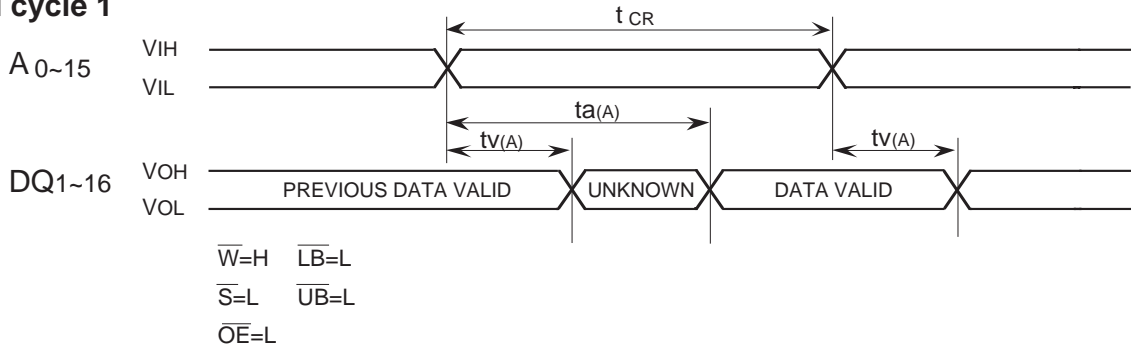 cycle 1
t CR
A 0~15
VIH
VIL
ta(A)
tv(A)
tv(A)
DQ1~16
VOH
VOL
PREVIOUS DATA VALID
UNKNOWN
DATA VALID
W=H
LB=L
S=L
UB=L
OE=L